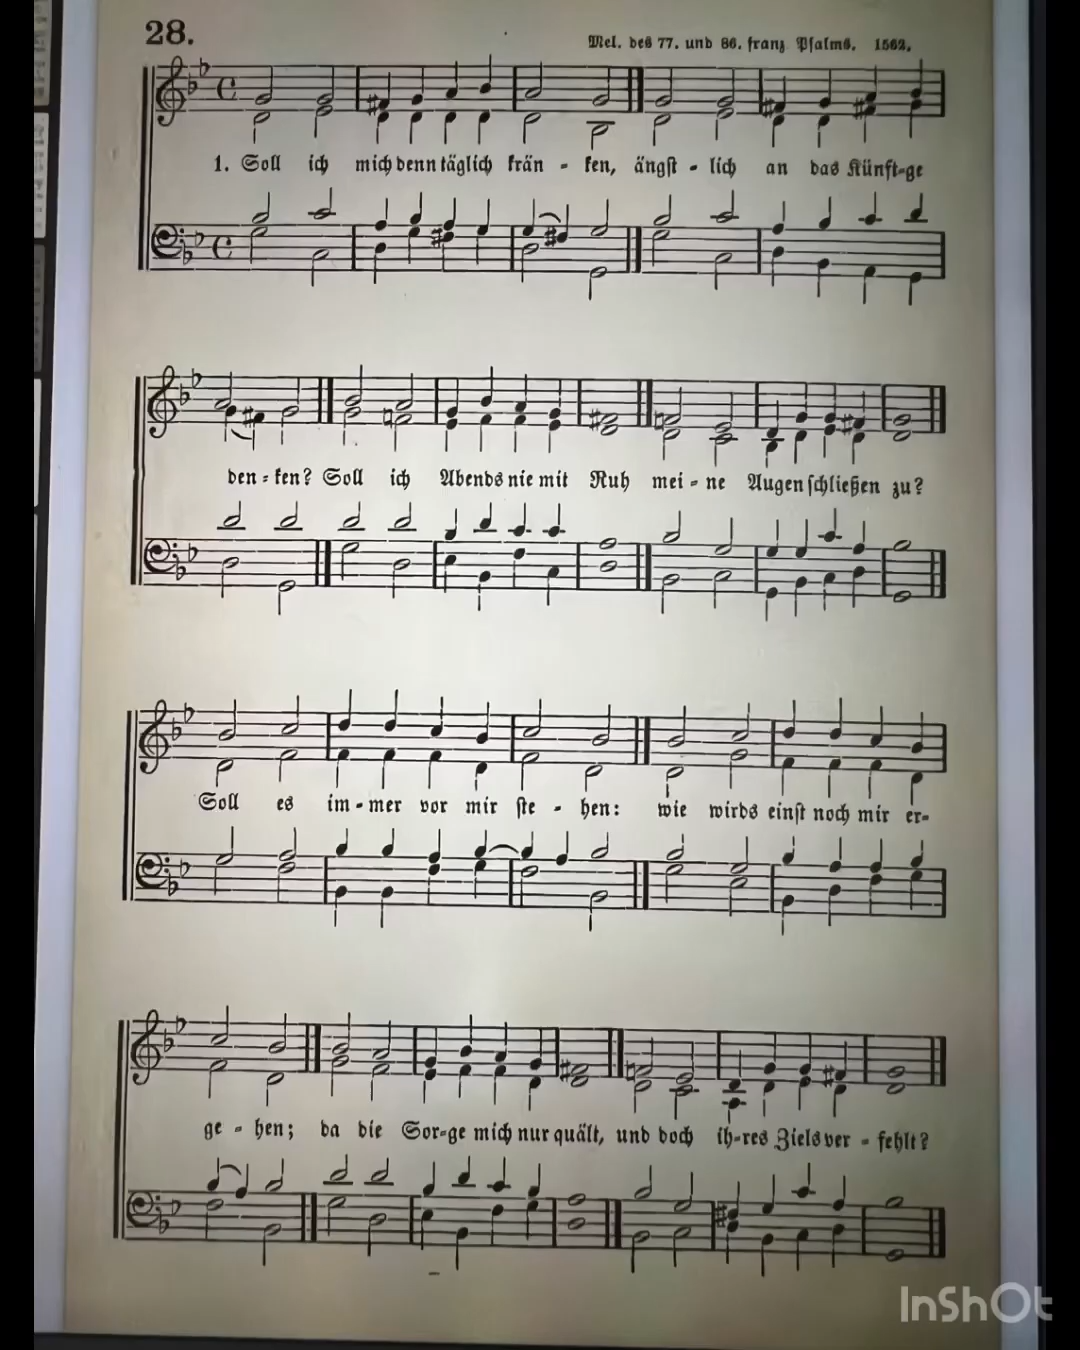 28.
Mel. des 77. und 86. franz. Psalms. 1562.
1. Soll ich mich denn täglich krän - ken, ängst - lich an das Künft-ge
den - ken? Soll ich Abends nie mit Ruh mei - ne Augen schließen zu?
Soll es im - mer vor mir ste - hen: wie wirds einst noch mir er-
ge - hen; da die Sor-ge mich nur quält, und doch ih-res Ziels ver - fehlt?
InShOt